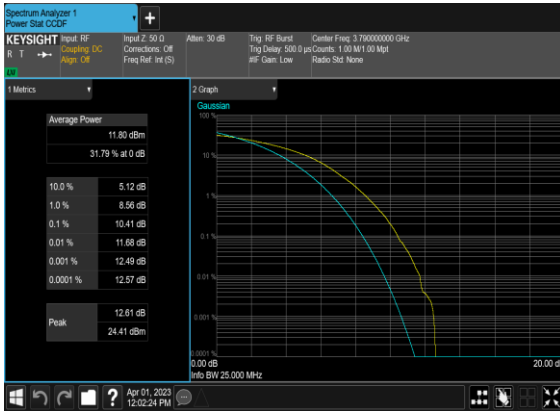 Spectrum Analyzer 1
Power Stat CCDF
KEYSIGHT
R T
LV
Input: RF
Coupling: DC
Align: Off
Input Z: 50 Ω
Corrections: Off
Freq Ref: Int (S)
Atten: 30 dB
Trig: RF Burst
Trig Delay: 500.0 µs
#IF Gain: Low
Center Freq: 3.790000000 GHz
Counts: 1.00 M/1.00 Mpt
Radio Std: None
1 Metrics
Average Power
11.80 dBm
31.79 % at 0 dB
10.0 % 5.12 dB
1.0 % 8.56 dB
0.1 % 10.41 dB
0.01 % 11.68 dB
0.001 % 12.49 dB
0.0001 % 12.57 dB
Peak
12.61 dB
24.41 dBm
2 Graph
Gaussian
100 %
10 %
1 %
0.1 %
0.01 %
0.001 %
0.0001 %
0.00 dB
20.00 d
Info BW 25.000 MHz
?
Apr 01, 2023
12:02:24 PM